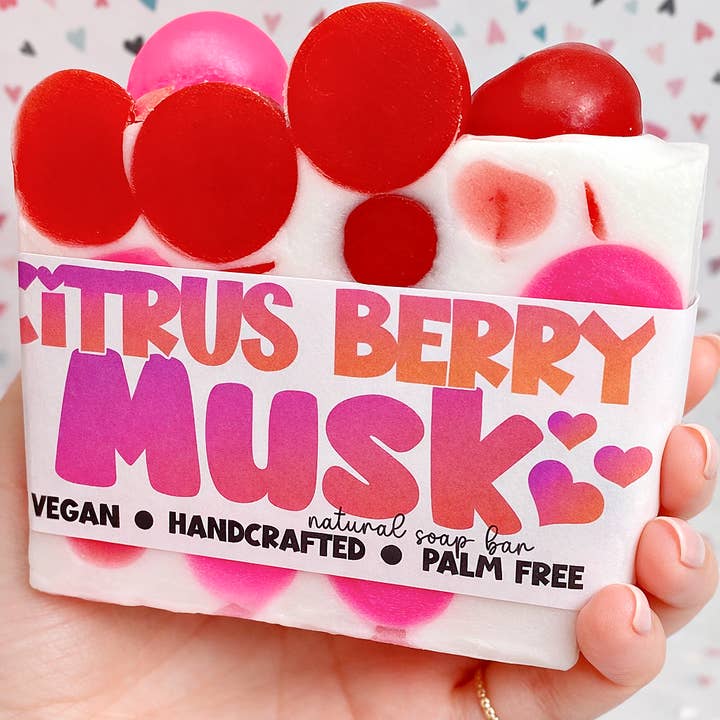 CiTRUS BERRY
Musk
natural soap bar
VEGAN ● HANDCRAFTED ● PALM FREE